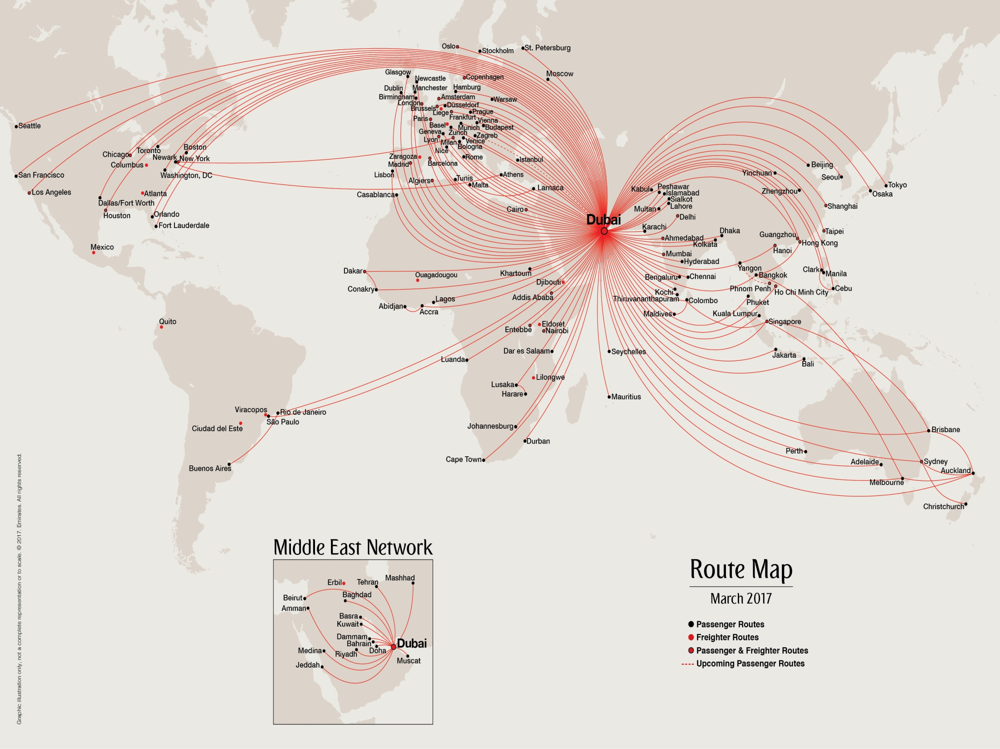 Oslo
Stockholm
St. Petersburg
Glasgow
Newcastle
Copenhagen
Moscow
Dublin
Manchester
Hamburg
Birmingham
Amsterdam
Warsaw
London
Brussels
Düsseldorf
Liege
Prague
Paris
Frankfurt
Vienna
Basel
Munich
Budapest
Geneva
Zurich
Zagreb
Lyon
Milan
Venice
Nice
Bologna
Zaragoza
Rome
Istanbul
Madrid
Barcelona
Lisbon
Algiers
Tunis
Athens
Malta
Larnaca
Casablanca
Cairo
Seattle
Chicago
Toronto
Boston
Newark
New York
Columbus
San Francisco
Washington, DC
Los Angeles
Atlanta
Dallas/Fort Worth
Houston
Orlando
Fort Lauderdale
Mexico
Quito
Viracopos
Rio de Janeiro
São Paulo
Ciudad del Este
Buenos Aires
Dubai
Dakar
Ouagadougou
Khartoum
Conakry
Djibouti
Addis Ababa
Abidjan
Lagos
Accra
Entebbe
Eldoret
Nairobi
Dar es Salaam
Seychelles
Luanda
Lilongwe
Lusaka
Harare
Mauritius
Johannesburg
Durban
Cape Town
Beijing
Yinchuan
Seoul
Tokyo
Zhengzhou
Osaka
Shanghai
Kabul
Peshawar
Islamabad
Sialkot
Lahore
Multan
Delhi
Karachi
Dhaka
Ahmedabad
Kolkata
Guangzhou
Taipei
Hong Kong
Hanoi
Mumbai
Hyderabad
Yangon
Clark
Manila
Bengaluru
Chennai
Bangkok
Kochi
Phnom Penh
Ho Chi Minh City
Cebu
Thiruvananthapuram
Colombo
Phuket
Maldives
Kuala Lumpur
Singapore
Jakarta
Bali
Brisbane
Perth
Adelaide
Sydney
Auckland
Melbourne
Christchurch
Graphic illustration only, not a complete representation or to scale. © 2017. Emirates. All rights reserved.
Middle East Network
Erbil
Tehran
Mashhad
Beirut
Baghdad
Amman
Basra
Kuwait
Dammam
Bahrain
Dubai
Medina
Riyadh
Doha
Muscat
Jeddah
Route Map
March 2017
Passenger Routes
Freighter Routes
Passenger & Freighter Routes
Upcoming Passenger Routes